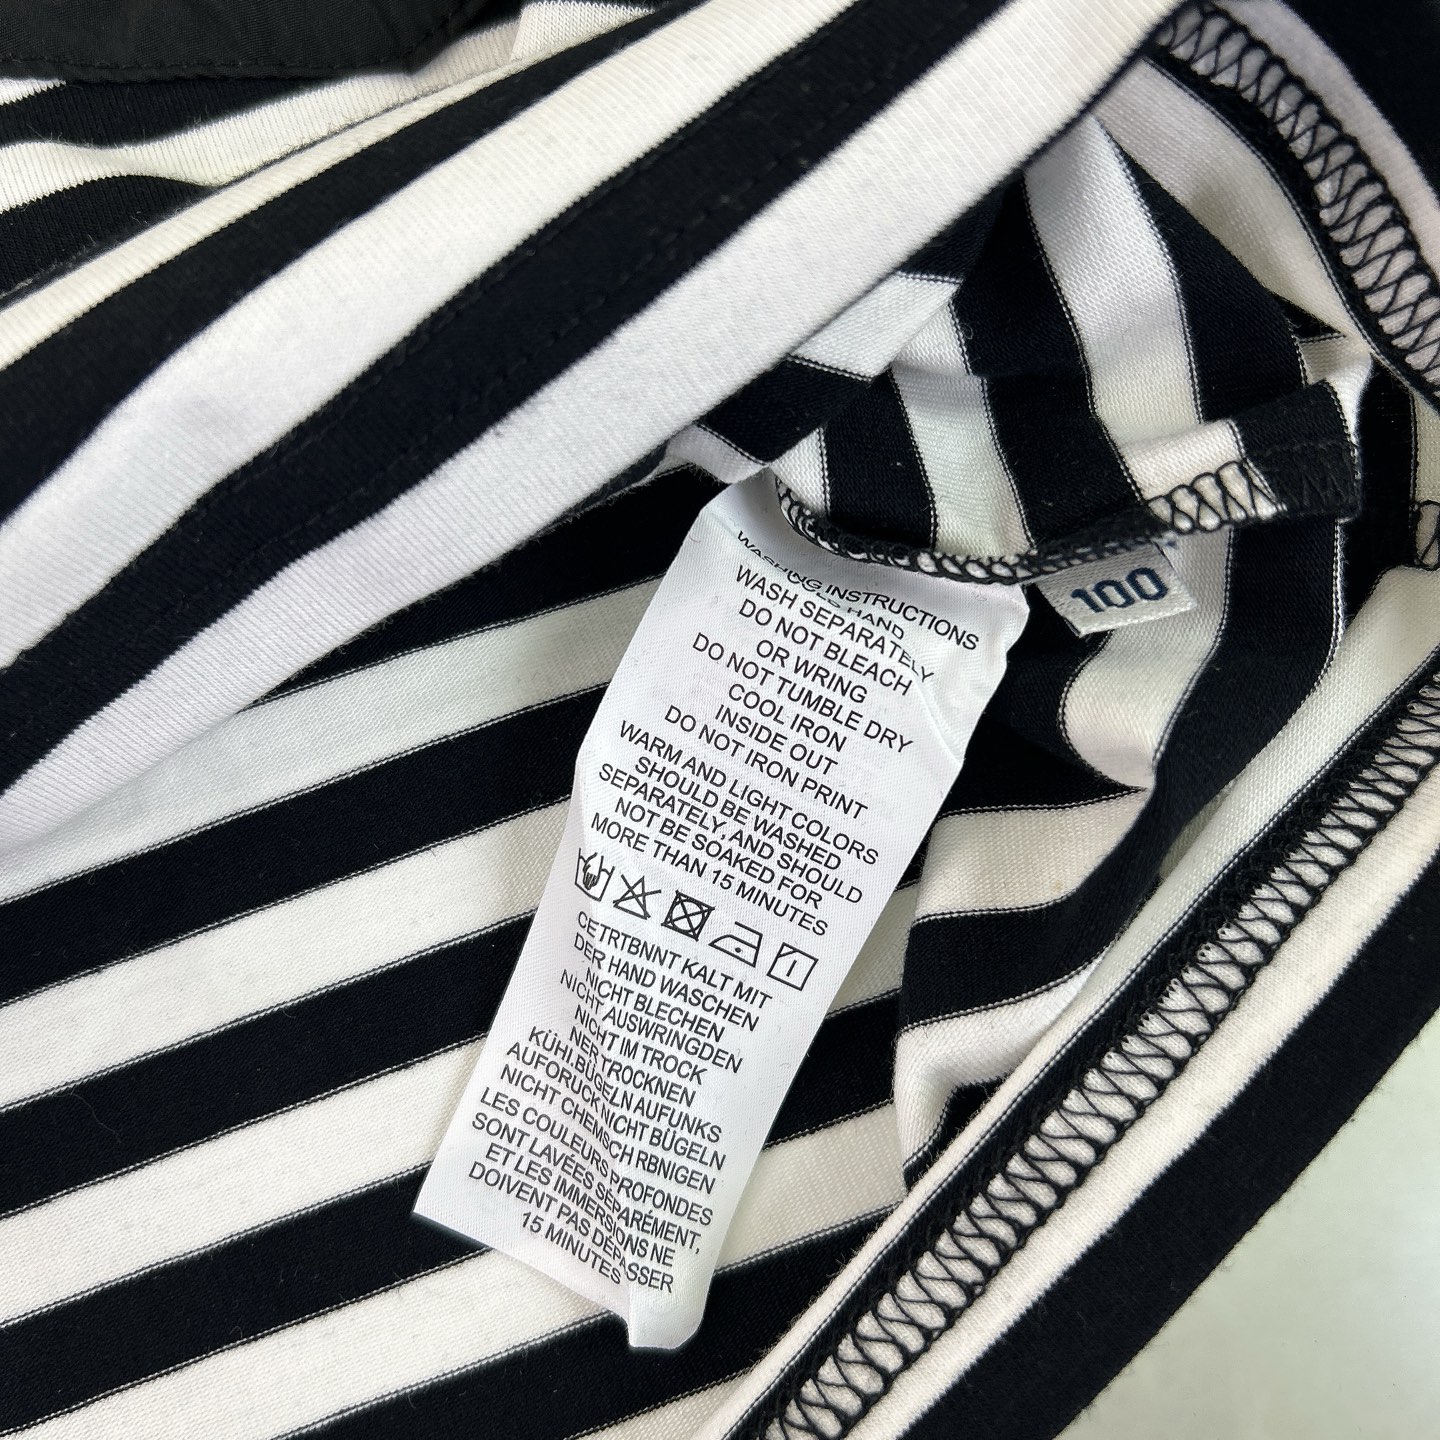 WASHING INSTRUCTIONS
HAND
WASH SEPARATELY
DO NOT BLEACH
OR WRING
DO NOT TUMBLE DRY
COOL IRON
INSIDE OUT
DO NOT IRON PRINT
WARM AND LIGHT COLORS
SHOULD BE WASHED
SEPARATELY, AND SHOULD
NOT BE SOAKED FOR
MORE THAN 15 MINUTES
CETRTBNNT KALT MIT
DER HAND WASCHEN
NICHT BLECHEN
NICHT AUSWRINGDEN
NICHT IM TROCK
NER TROCKNEN
KÜHI.BÜGELN AUFUNKS
AUFORUCK NICHT BÜGELN
NICHT CHEMSCH RBNIGEN
LES COULEURS PROFONDES
SONT LAVÉES SÉPARÉMENT,
ET LES IMMERSIONS NE
DOIVENT PAS DÉPASSER
15 MINUTES
100